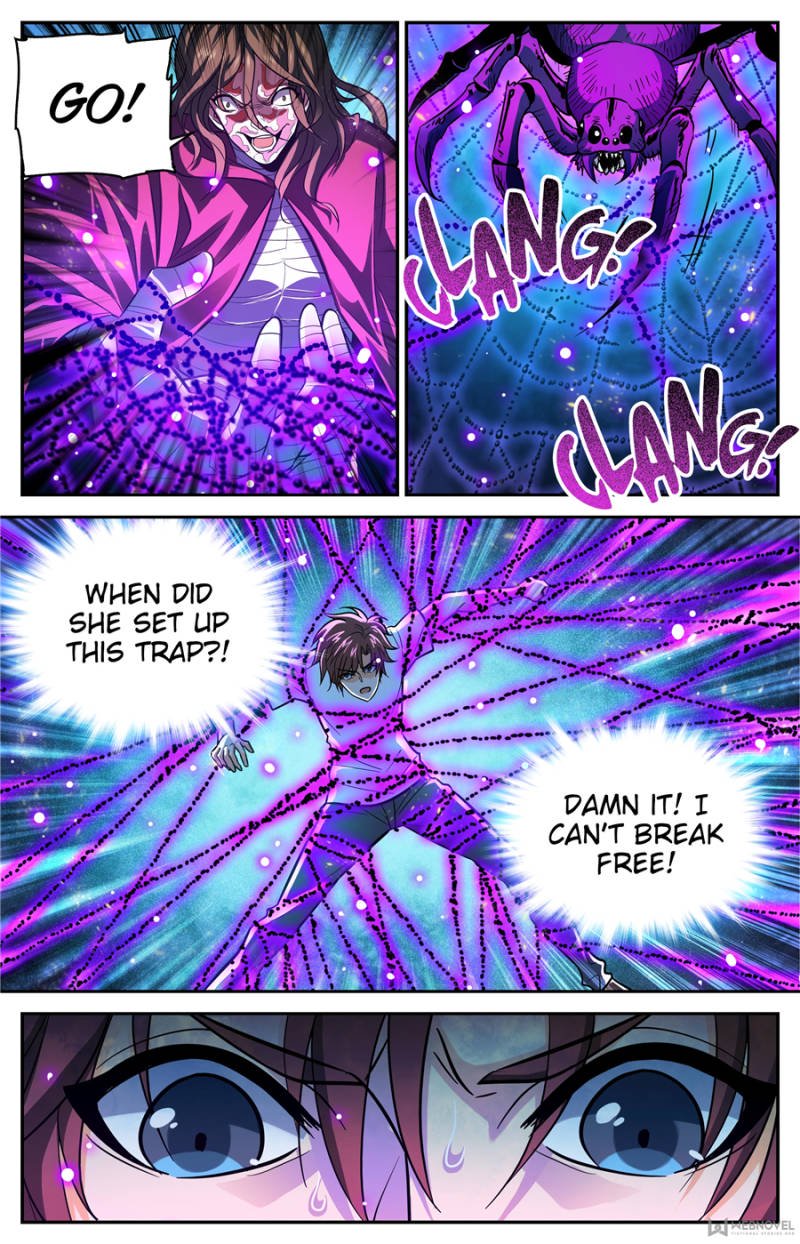 GO!
CLANG!
CLANG!
WHEN DID
SHE SET UP
THIS TRAP?!
DAMN IT! I
CAN'T BREAK
FREE!
WEBNOVEL